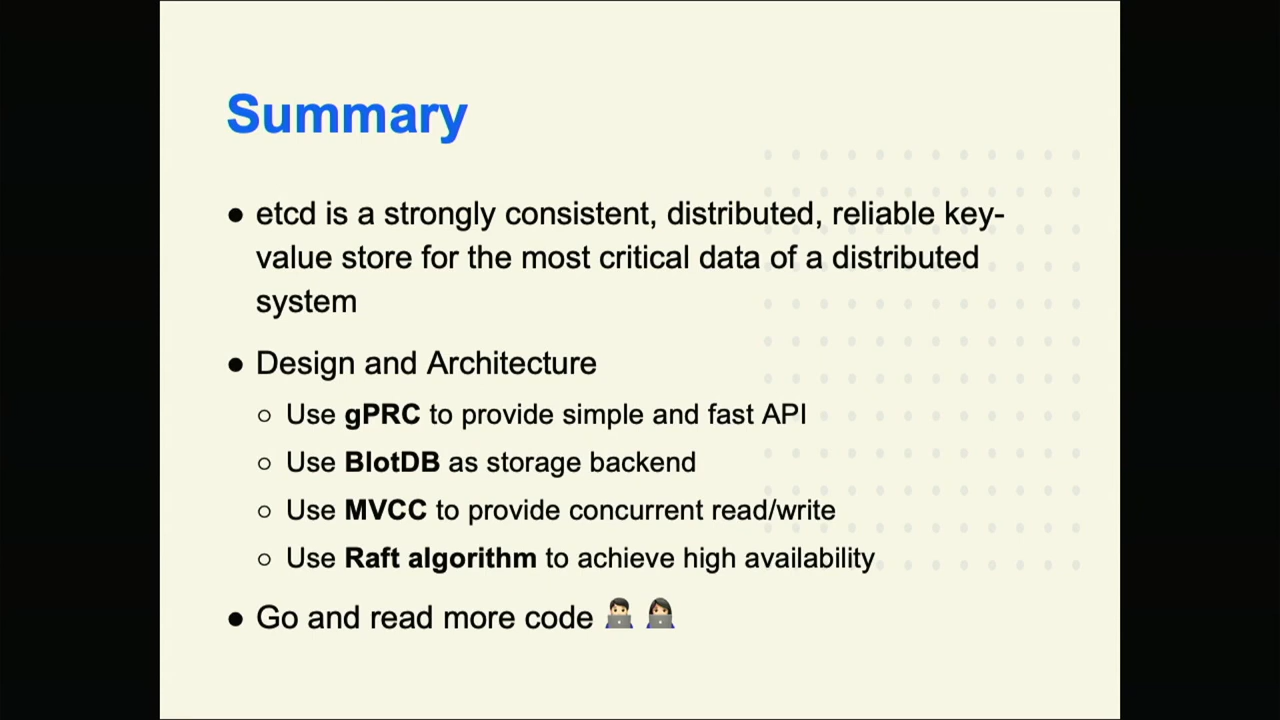 Summary
● etcd is a strongly consistent, distributed, reliable key-
value store for the most critical data of a distributed
system
● Design and Architecture
○ Use gPRC to provide simple and fast API
○ Use BlotDB as storage backend
○ Use MVCC to provide concurrent read/write
○ Use Raft algorithm to achieve high availability
● Go and read more code 👨🏻‍💻 👩🏻‍💻